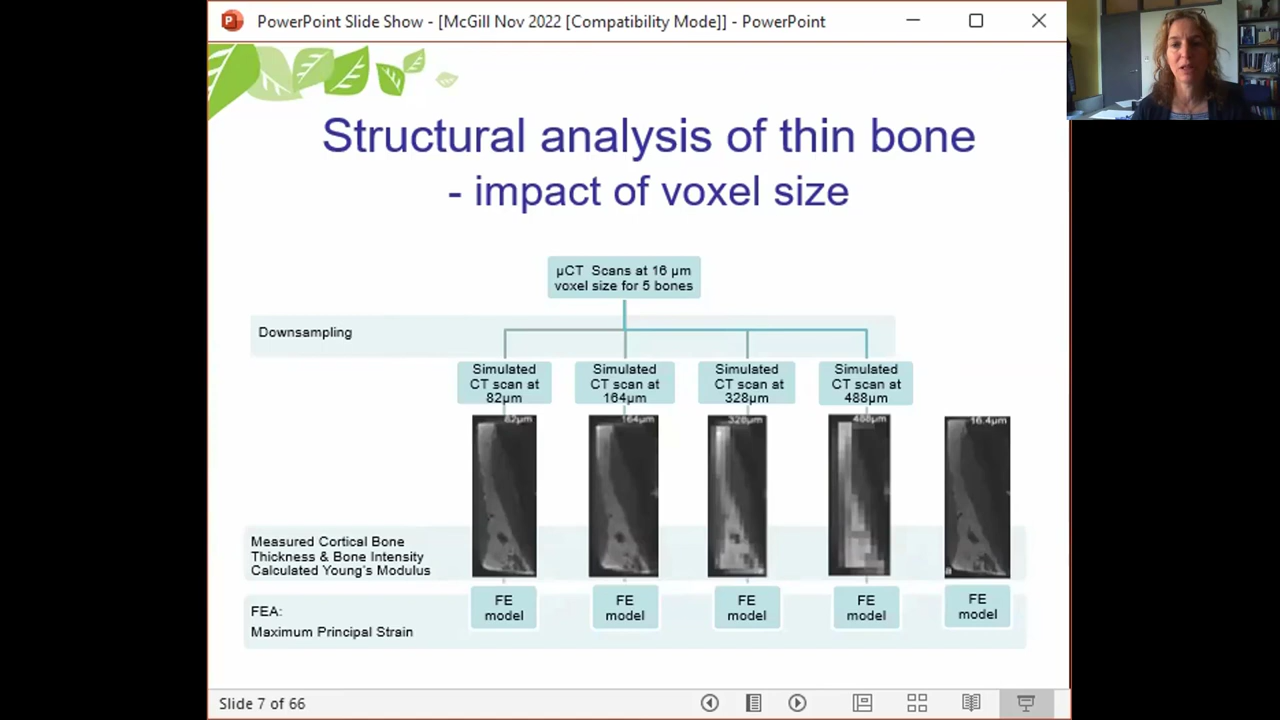 PowerPoint Slide Show - [McGill Nov 2022 [Compatibility Mode]] - PowerPoint
Structural analysis of thin bone
- impact of voxel size
µCT Scans at 16 µm
voxel size for 5 bones
Downsampling
Simulated
CT scan at
82µm
Simulated
CT scan at
164µm
Simulated
CT scan at
328µm
Simulated
CT scan at
488µm
82µm
164µm
328µm
488µm
16.4µm
Measured Cortical Bone
Thickness & Bone Intensity
Calculated Young's Modulus
FEA:
Maximum Principal Strain
FE
model
FE
model
FE
model
FE
model
FE
model
Slide 7 of 66